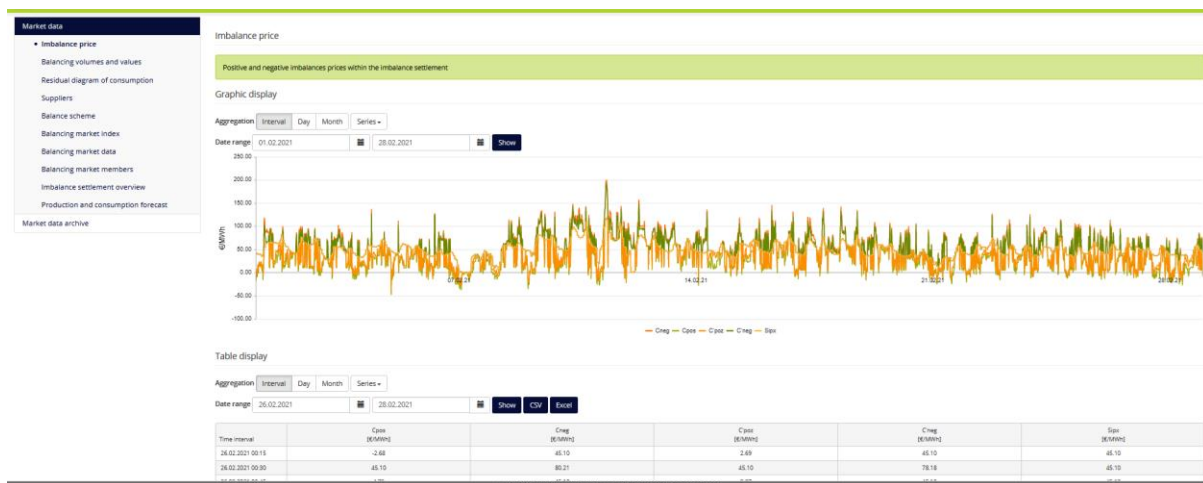 Market data
Imbalance price
Balancing volumes and values
Residual diagram of consumption
Suppliers
Balance scheme
Balancing market index
Balancing market data
Balancing market members
Imbalance settlement overview
Production and consumption forecast
Market data archive
Imbalance price
Positive and negative imbalances prices within the imbalance settlement
Graphic display
Aggregation Interval Day Month Series
Date range 01.02.2021 28.02.2021 Show
250.00
200.00
150.00
100.00
50.00
0.00
-50.00
-100.00
€/MWh
14.02.21
Cneg Cpos C'poz C'neg Sipx
Table display
Aggregation Interval Day Month Series
Date range 26.02.2021 28.02.2021 Show CSV Excel
Time interval Cpos [€/MWh] Cneg [€/MWh] C'poz [€/MWh] C'neg [€/MWh] Sipx [€/MWh]
26.02.2021 00:15 -2.68 45.10 2.69 45.10 45.10
26.02.2021 00:30 45.10 80.21 45.10 78.18 45.10